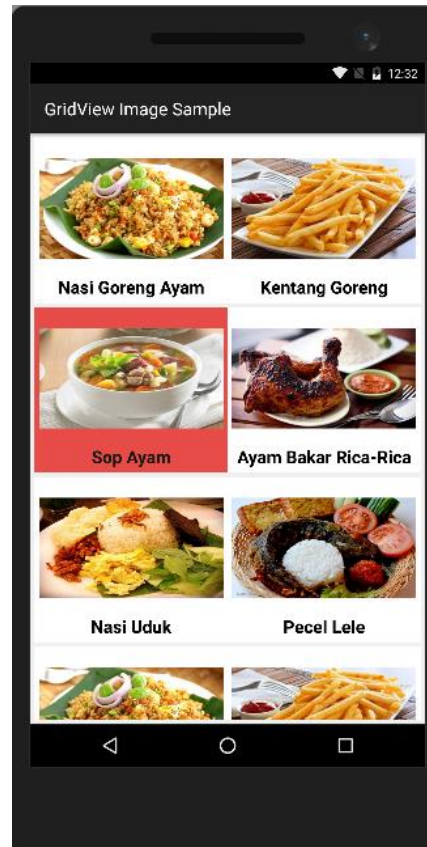 12:32
GridView Image Sample
Nasi Goreng Ayam
Kentang Goreng
Sop Ayam
Ayam Bakar Rica-Rica
Nasi Uduk
Pecel Lele